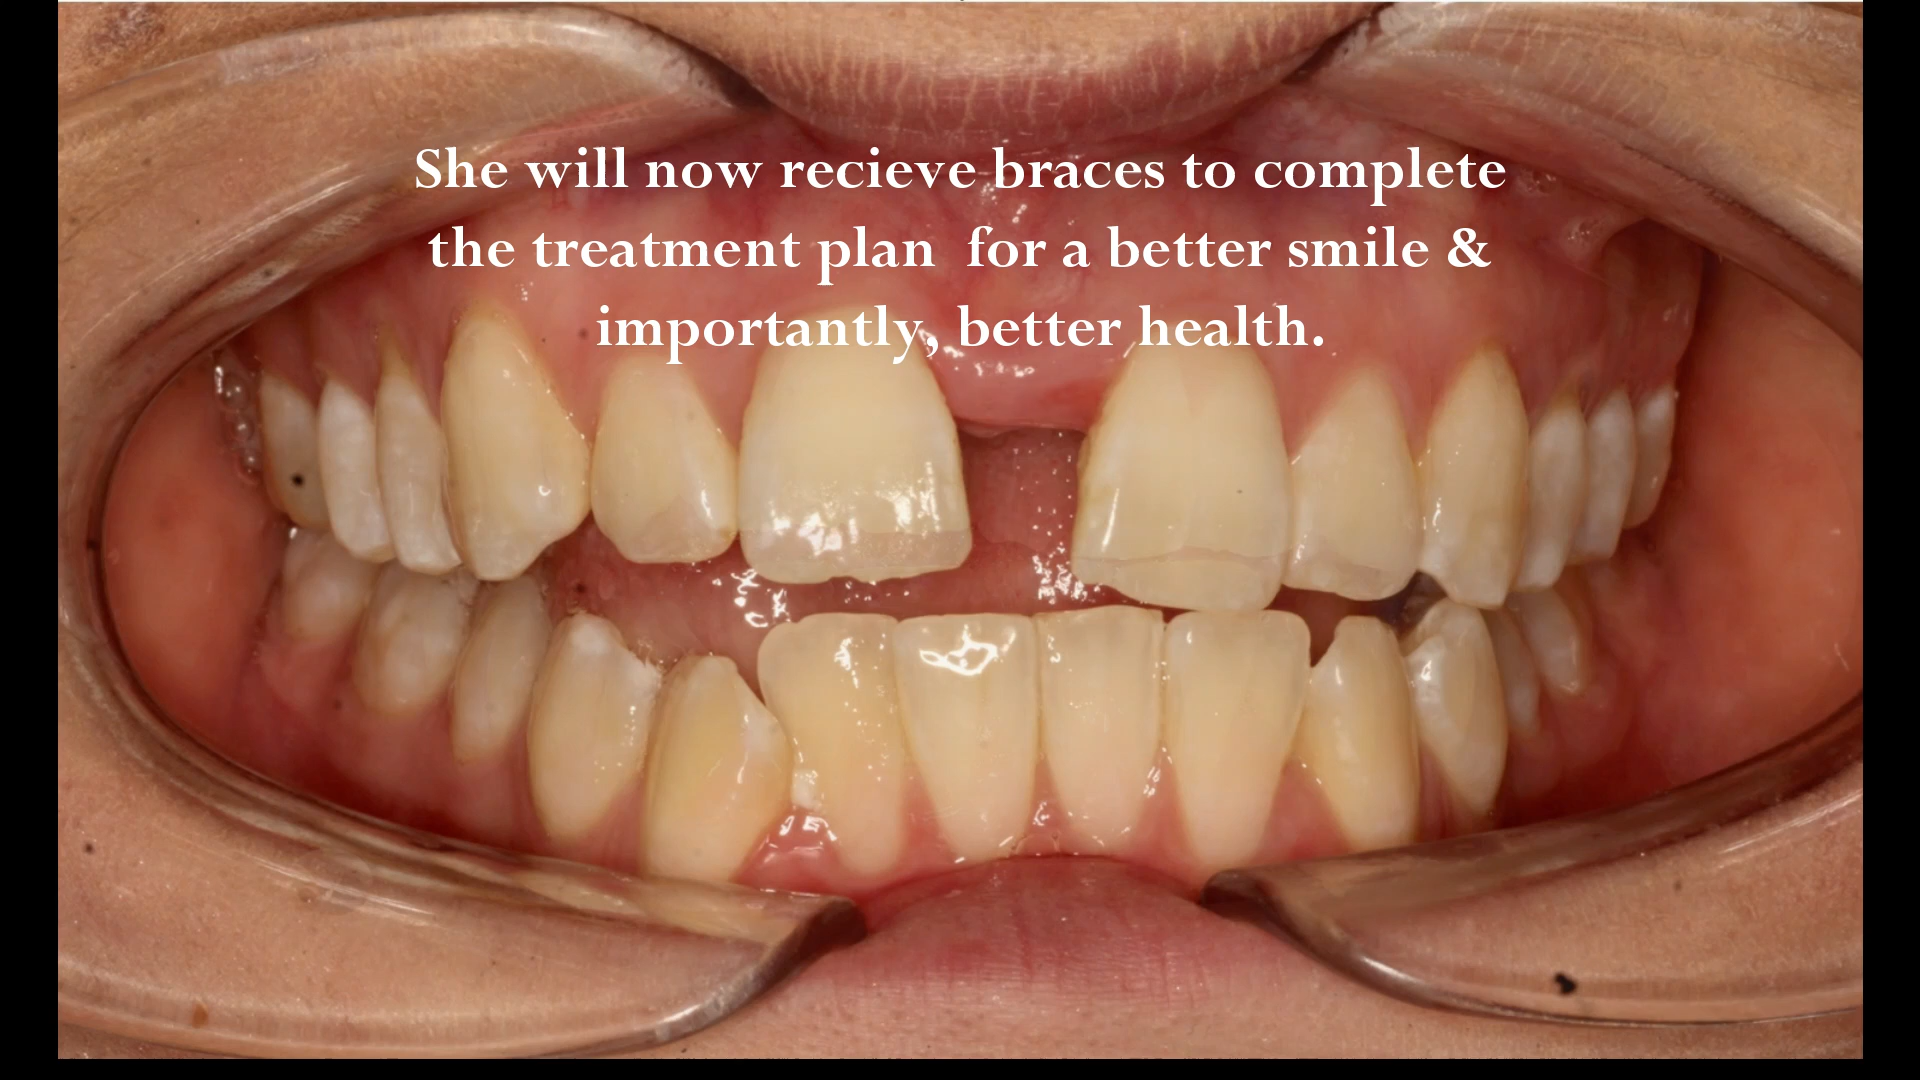 She will now recieve braces to complete
the treatment plan  for a better smile &
importantly, better health.